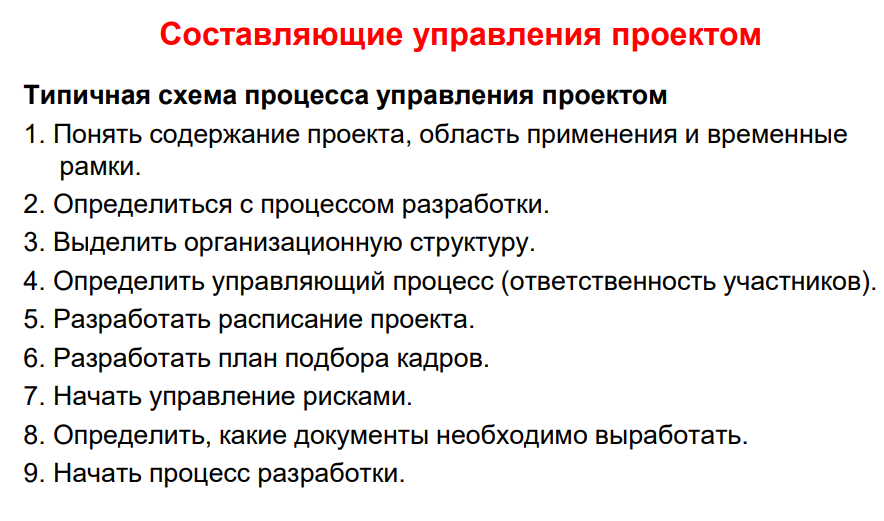 Составляющие управления проектом
Типичная схема процесса управления проектом
1. Понять содержание проекта, область применения и временные
рамки.
2. Определиться с процессом разработки.
3. Выделить организационную структуру.
4. Определить управляющий процесс (ответственность участников).
5. Разработать расписание проекта.
6. Разработать план подбора кадров.
7. Начать управление рисками.
8. Определить, какие документы необходимо выработать.
9. Начать процесс разработки.